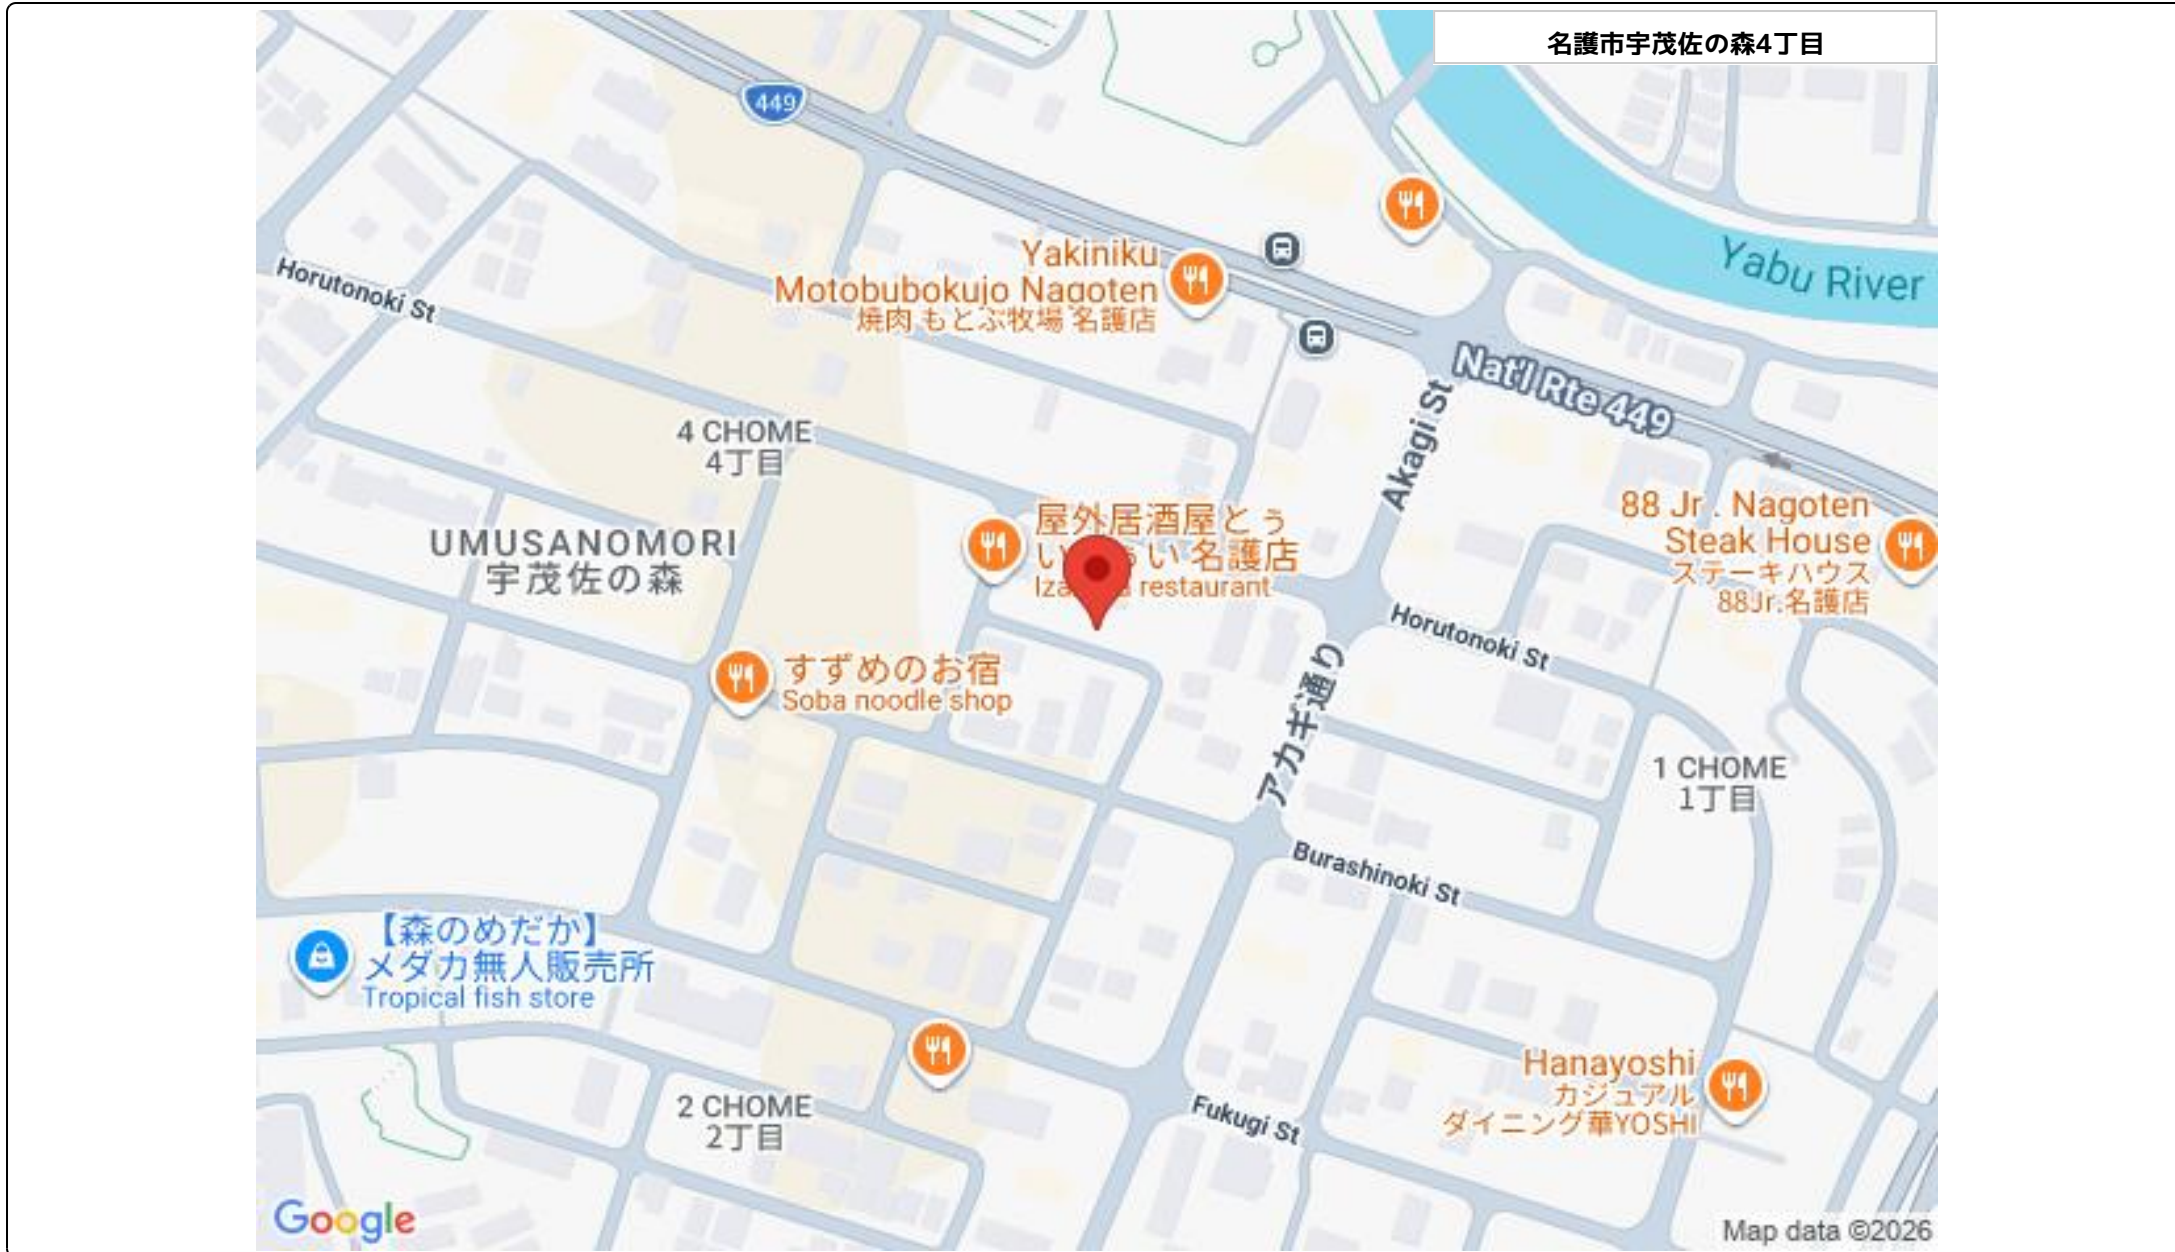 名護市宇茂佐の森4丁目
449
Yabu River
Yakiniku
Motobubokujo Nagoten
焼肉 もとぶ牧場 名護店
Horutonoki St
Nat'l Rte 449
Akagi St
4 CHOME
4丁目
88 Jr . Nagoten
Steak House
ステーキハウス
88Jr.名護店
屋外居酒屋とぅ
い 名護店
restaurant
UMUSANOMORI
宇茂佐の森
Horutonoki St
すずめのお宿
Soba noodle shop
アカギ通り
1 CHOME
1丁目
Burashinoki St
【森のめだか】
メダカ無人販売所
Tropical fish store
Hanayoshi
カジュアル
ダイニング華YOSHI
2 CHOME
2丁目
Fukugi St
Google
Map data ©2026